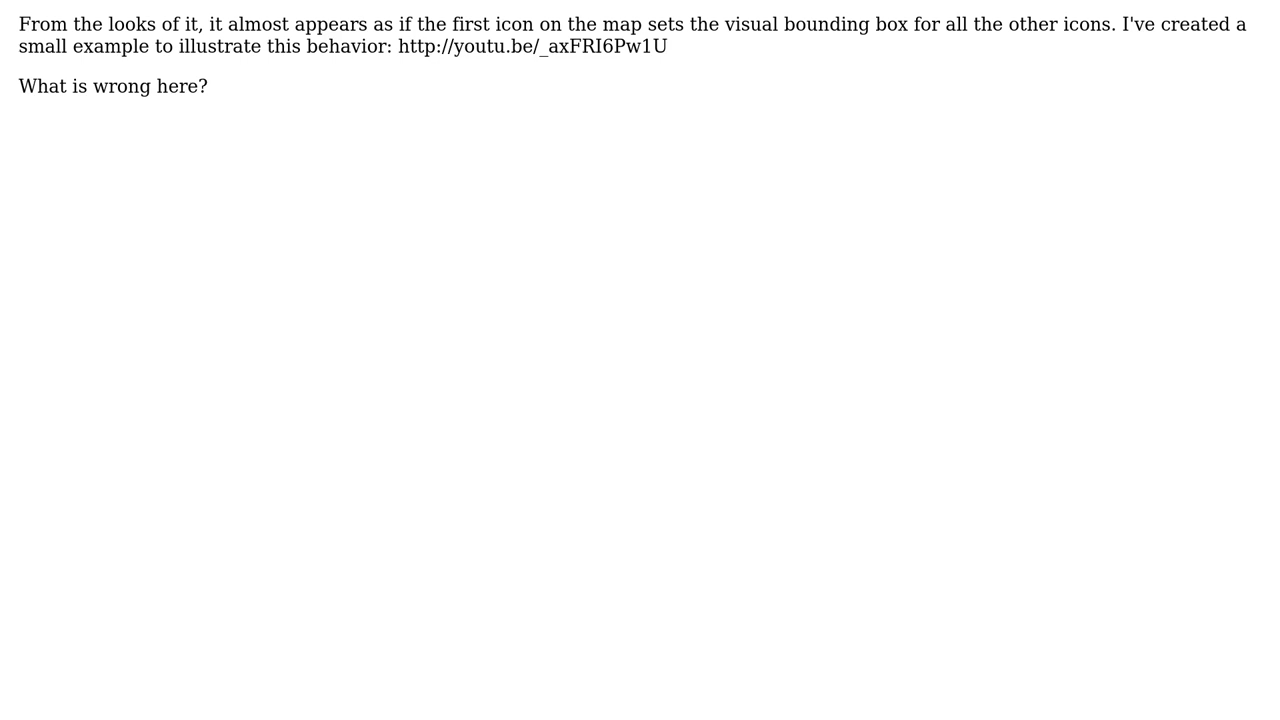 From the looks of it, it almost appears as if the first icon on the map sets the visual bounding box for all the other icons. I've created a
small example to illustrate this behavior: http://youtu.be/_axFRI6Pw1U
What is wrong here?